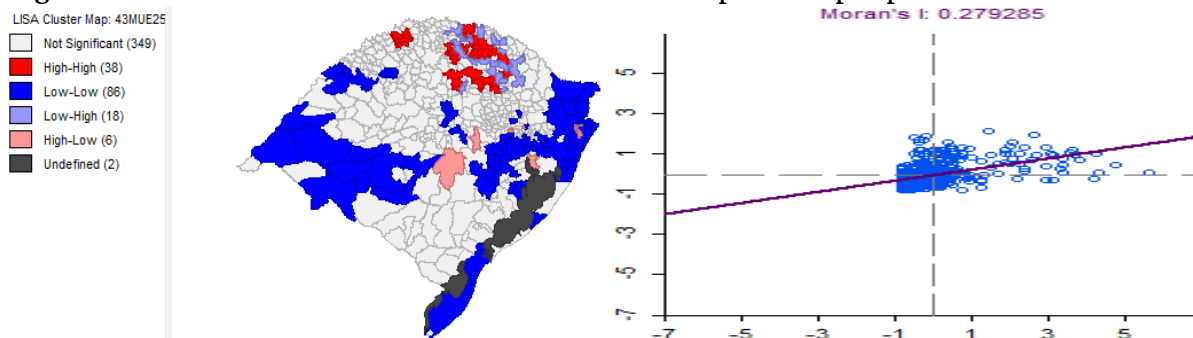 LISA Cluster Map: 43MUE25
Not Significant (349)
High-High (38)
Low-Low (86)
Low-High (18)
High-Low (6)
Undefined (2)
Moran's I: 0.279285
5
3
1
-1
-3
-5
-7
-7 -5 -3 -1 1 3 5